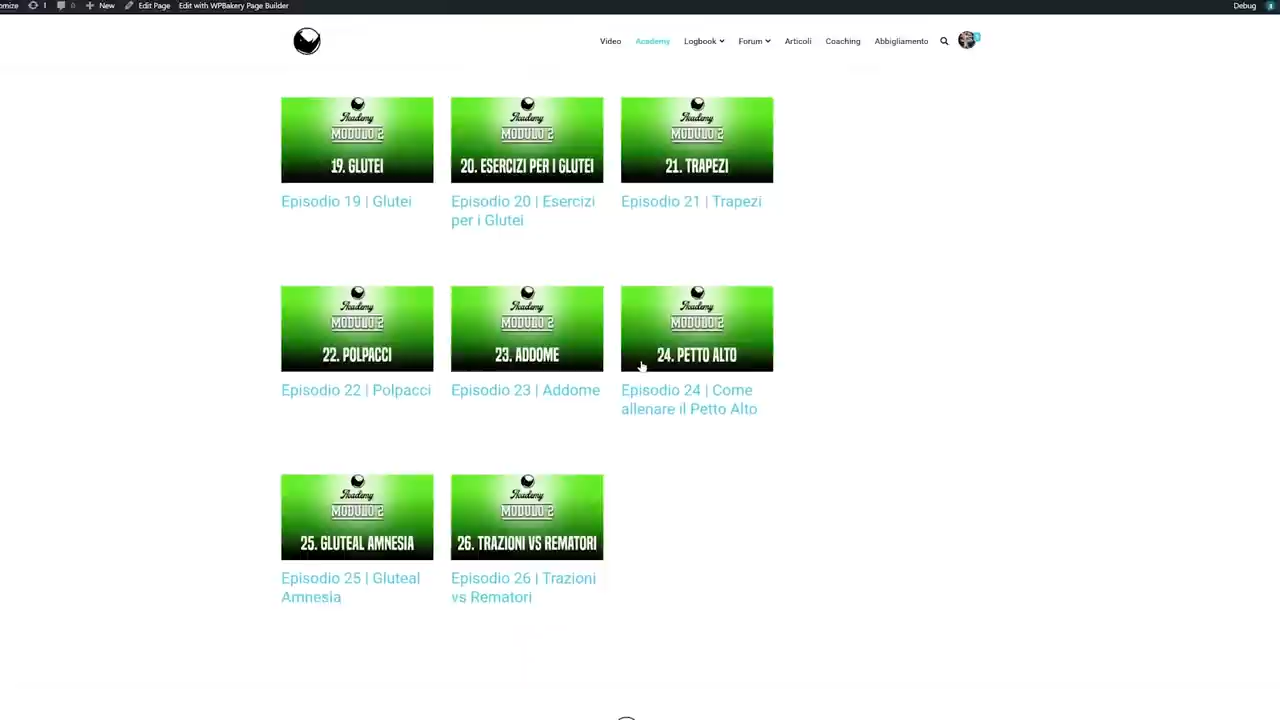 omize 1 0 New Edit Page Edit with WPBakery Page Builder Debug
Video Academy Logbook Forum Articoli Coaching Abbigliamento
Academy
MODULO 2
19. GLUTEI
Academy
MODULO 2
20. ESERCIZI PER I GLUTEI
Academy
MODULO 2
21. TRAPEZI
Episodio 19 | Glutei
Episodio 20 | Esercizi
per i Glutei
Episodio 21 | Trapezi
Academy
MODULO 2
22. POLPACCI
Academy
MODULO 2
23. ADDOME
Academy
MODULO 2
24. PETTO ALTO
Episodio 22 | Polpacci
Episodio 23 | Addome
Episodio 24 | Come
allenare il Petto Alto
Academy
MODULO 2
25. GLUTEAL AMNESIA
Academy
MODULO 2
26. TRAZIONI VS REMATORI
Episodio 25 | Gluteal
Amnesia
Episodio 26 | Trazioni
vs Rematori